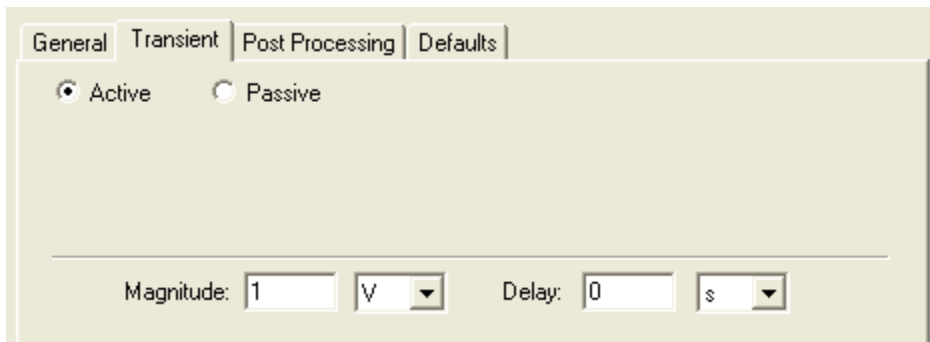 General Transient Post Processing Defaults
Active Passive
Magnitude: 1 V Delay: 0 s